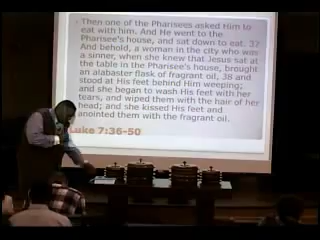 Then one of the Pharisees asked Him to
eat with him. And He went to the
Pharisee's house, and sat down to eat. 37
And behold, a woman in the city who was
a sinner, when she knew that Jesus sat at
the table in the Pharisee's house, brought
an alabaster flask of fragrant oil, 38 and
stood at His feet behind Him weeping;
and she began to wash His feet with her
tears, and wiped them with the hair of her
head; and she kissed His feet and
anointed them with the fragrant oil.
Luke 7:36-50